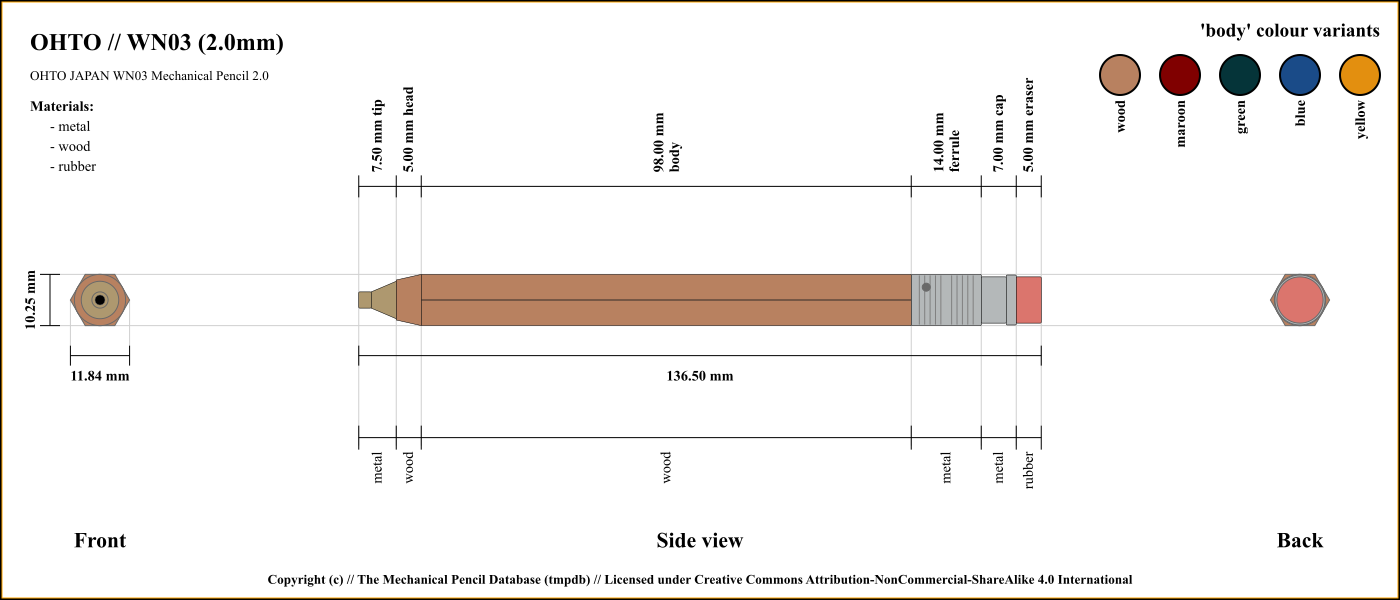 OHTO // WN03 (2.0mm)
OHTO JAPAN WN03 Mechanical Pencil 2.0
Materials:
- metal
- wood
- rubber
'body' colour variants
wood
maroon
green
blue
yellow
7.50 mm tip
5.00 mm head
98.00 mm
body
14.00 mm
ferrule
7.00 mm cap
5.00 mm eraser
10.25 mm
11.84 mm
136.50 mm
metal
wood
wood
metal
metal
rubber
Front
Side view
Back
Copyright (c) // The Mechanical Pencil Database (tmpdb) // Licensed under Creative Commons Attribution-NonCommercial-ShareAlike 4.0 International